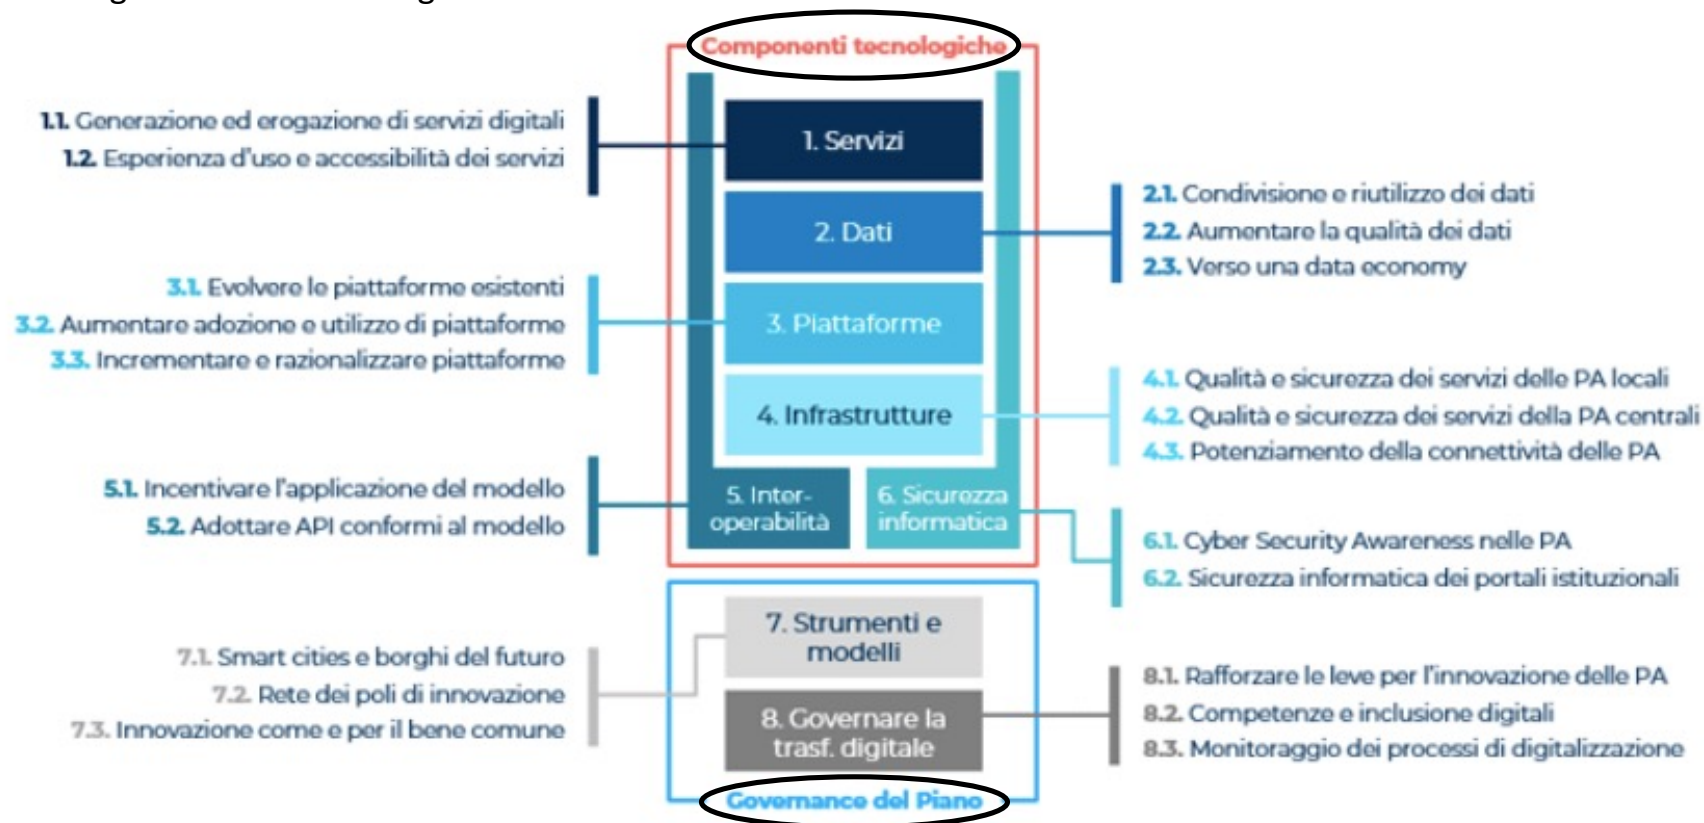 Componenti tecnologiche
1.1. Generazione ed erogazione di servizi digitali
1.2. Esperienza d'uso e accessibilità dei servizi
1. Servizi
2. Dati
2.1. Condivisione e riutilizzo dei dati
2.2. Aumentare la qualità dei dati
2.3. Verso una data economy
3.1. Evolvere le piattaforme esistenti
3.2. Aumentare adozione e utilizzo di piattaforme
3.3. Incrementare e razionalizzare piattaforme
3. Piattaforme
4. Infrastrutture
4.1. Qualità e sicurezza dei servizi delle PA locali
4.2. Qualità e sicurezza dei servizi della PA centrali
4.3. Potenziamento della connettività delle PA
5.1. Incentivare l'applicazione del modello
5.2. Adottare API conformi al modello
5. Inter-
operabilità
6. Sicurezza
informatica
6.1. Cyber Security Awareness nelle PA
6.2. Sicurezza informatica dei portali istituzionali
7.1. Smart cities e borghi del futuro
7.2. Rete dei poli di innovazione
7.3. Innovazione come e per il bene comune
7. Strumenti e
modelli
8. Governare la
trasf. digitale
8.1. Rafforzare le leve per l'innovazione delle PA
8.2. Competenze e inclusione digitali
8.3. Monitoraggio dei processi di digitalizzazione
Governance del Piano